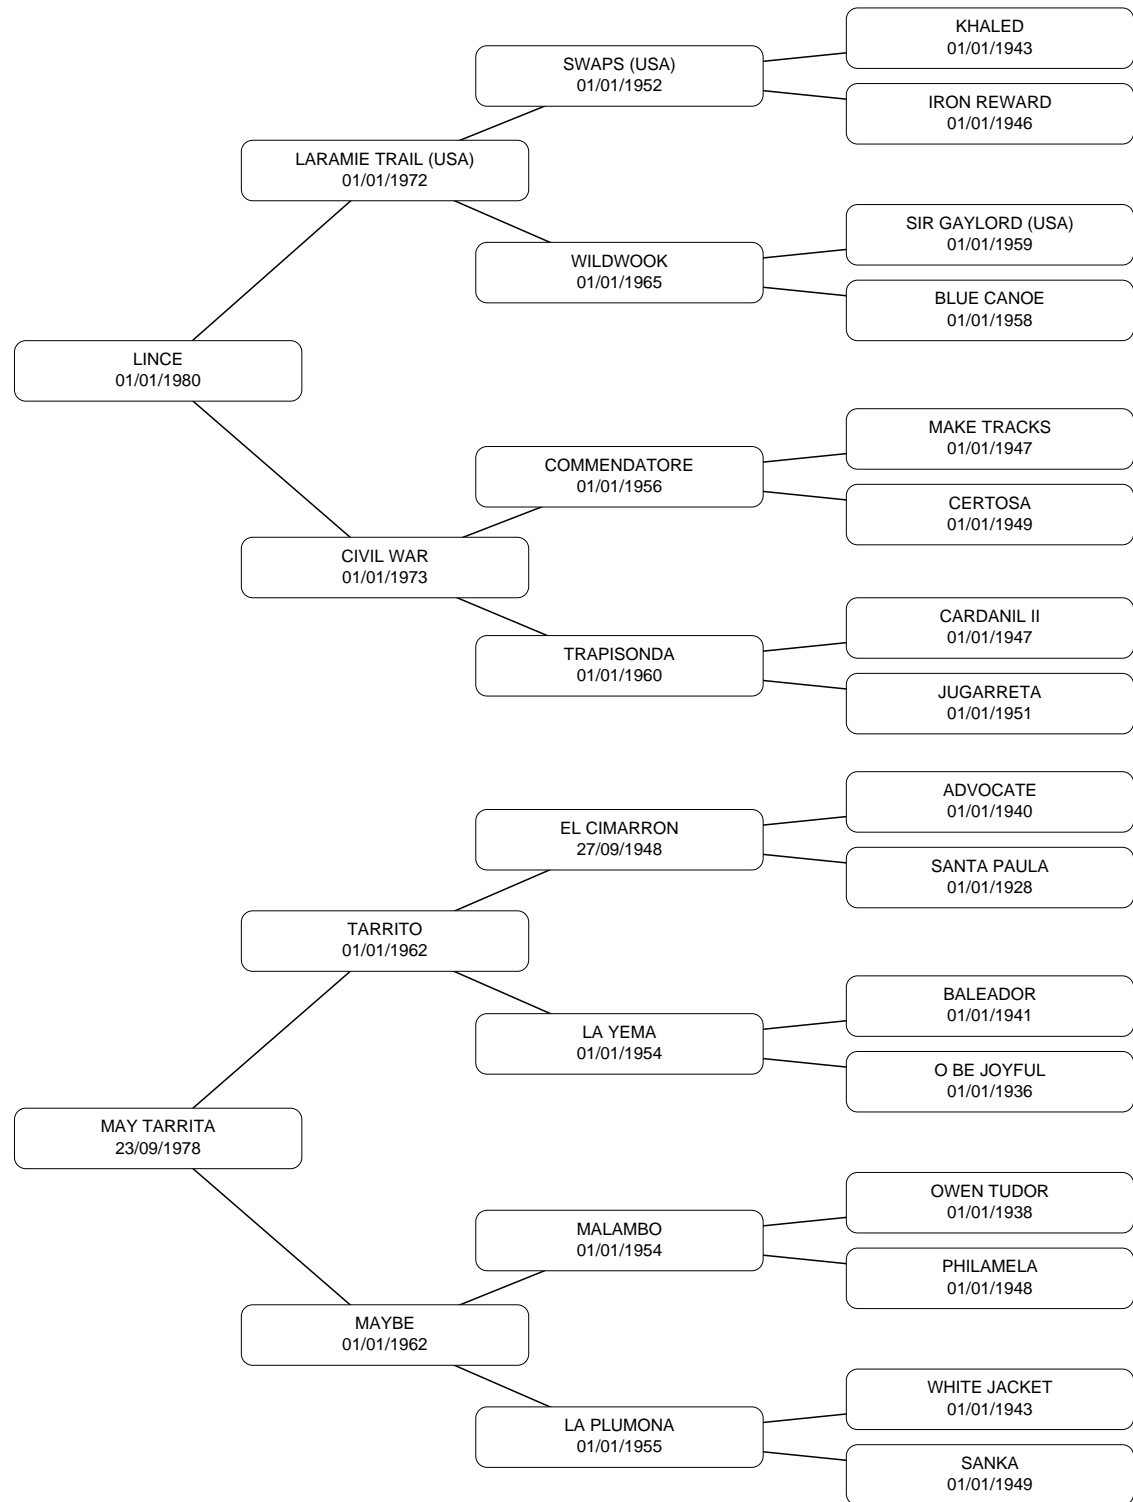 KHALED
01/01/1943
SWAPS (USA)
01/01/1952
IRON REWARD
01/01/1946
LARAMIE TRAIL (USA)
01/01/1972
SIR GAYLORD (USA)
01/01/1959
WILDWOOK
01/01/1965
BLUE CANOE
01/01/1958
LINCE
01/01/1980
MAKE TRACKS
01/01/1947
COMMENDATORE
01/01/1956
CERTOSA
01/01/1949
CIVIL WAR
01/01/1973
CARDANIL II
01/01/1947
TRAPISONDA
01/01/1960
JUGARRETA
01/01/1951
ADVOCATE
01/01/1940
EL CIMARRON
27/09/1948
SANTA PAULA
01/01/1928
TARRITO
01/01/1962
BALEADOR
01/01/1941
LA YEMA
01/01/1954
O BE JOYFUL
01/01/1936
MAY TARRITA
23/09/1978
OWEN TUDOR
01/01/1938
MALAMBO
01/01/1954
PHILAMELA
01/01/1948
MAYBE
01/01/1962
WHITE JACKET
01/01/1943
LA PLUMONA
01/01/1955
SANKA
01/01/1949